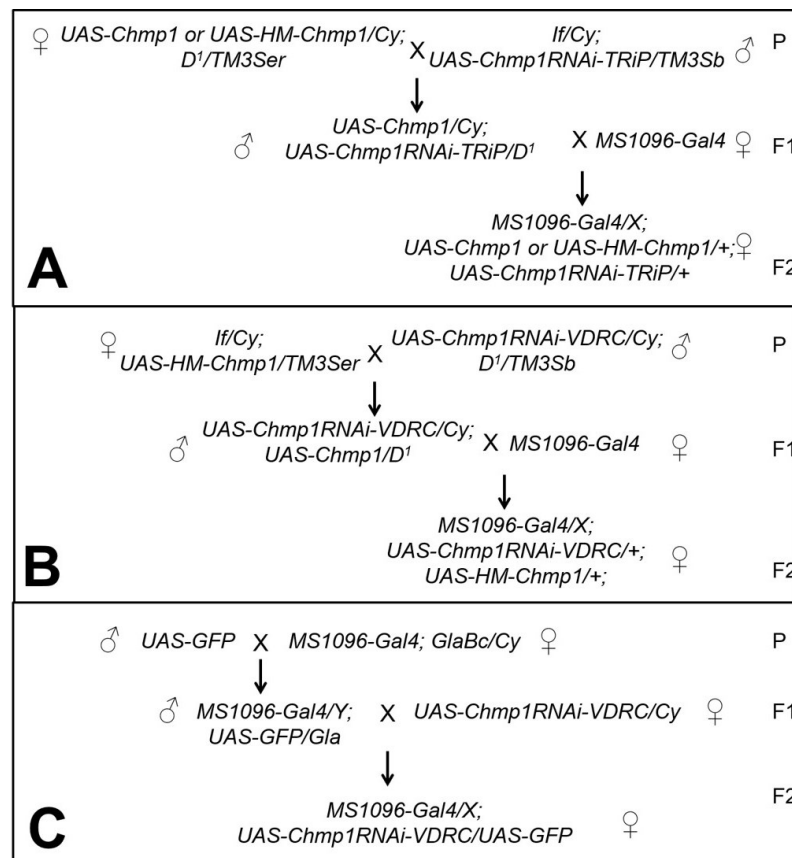 ♀ UAS-Chmp1 or UAS-HM-Chmp1/Cy; D¹/TM3Ser X If/Cy; UAS-Chmp1RNAi-TRiP/TM3Sb ♂ P
♂ UAS-Chmp1/Cy; UAS-Chmp1RNAi-TRiP/D¹ X MS1096-Gal4 ♀ F1
MS1096-Gal4/X;
UAS-Chmp1 or UAS-HM-Chmp1/+; ♀
UAS-Chmp1RNAi-TRiP/+ F2
A
♀ If/Cy; UAS-HM-Chmp1/TM3Ser X UAS-Chmp1RNAi-VDRC/Cy; D¹/TM3Sb ♂ P
♂ UAS-Chmp1RNAi-VDRC/Cy; UAS-Chmp1/D¹ X MS1096-Gal4 ♀ F1
MS1096-Gal4/X;
UAS-Chmp1RNAi-VDRC/+; ♀
UAS-HM-Chmp1/+; F2
B
♂ UAS-GFP X MS1096-Gal4; GlaBc/Cy ♀ P
♂ MS1096-Gal4/Y; UAS-GFP/Gla X UAS-Chmp1RNAi-VDRC/Cy ♀ F1
F2
MS1096-Gal4/X;
UAS-Chmp1RNAi-VDRC/UAS-GFP ♀
C